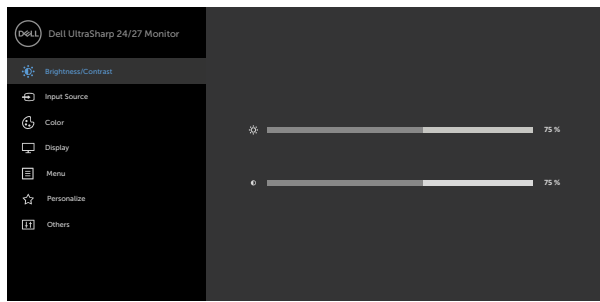 DELL Dell UltraSharp 24/27 Monitor
Brightness/Contrast
Input Source
Color
Display
Menu
Personalize
Others
75 %
75 %